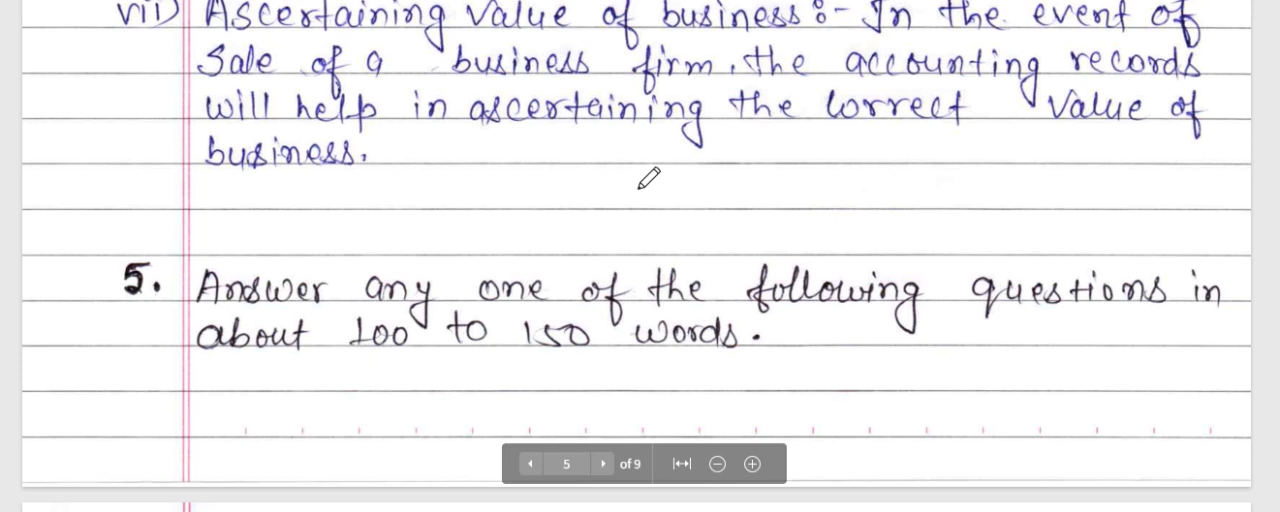 vii) Ascertaining Value of business :- In the event of
Sale of a business firm, the accounting records
will help in ascertaining the correct value of
business.
5. Answer any one of the following questions in
about 100 to 150 words.
5 of 9